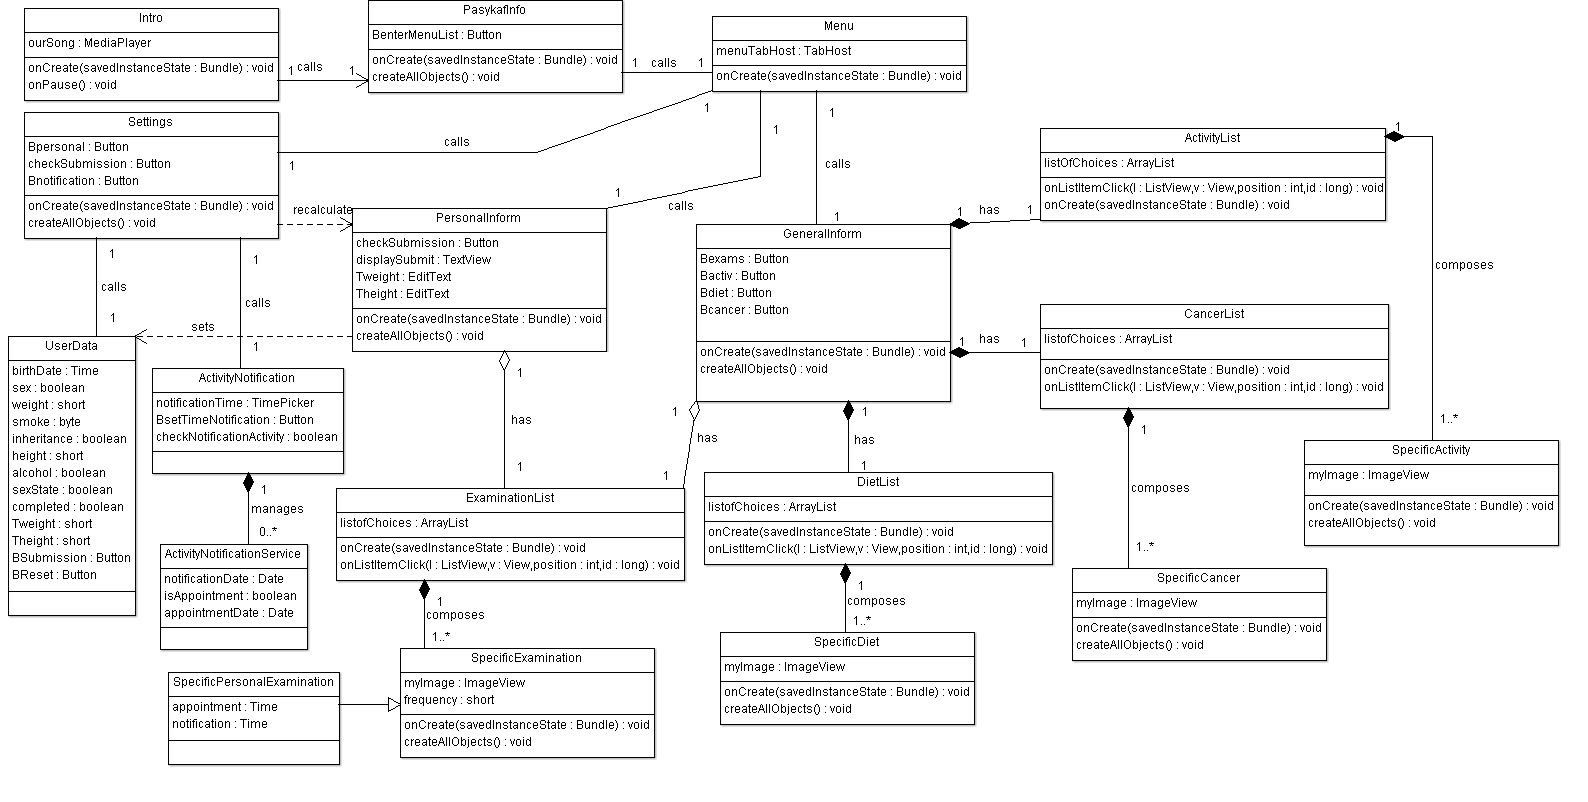 Intro
ourSong : MediaPlayer
onCreate(savedInstanceState : Bundle) : void
onPause() : void
1
calls
1
PasykafInfo
BenterMenuList : Button
onCreate(savedInstanceState : Bundle) : void
createAllObjects() : void
1
calls
1
Menu
menuTabHost : TabHost
onCreate(savedInstanceState : Bundle) : void
1
calls
1
1
calls
1
1
calls
1
Settings
Bpersonal : Button
checkSubmission : Button
Bnotification : Button
onCreate(savedInstanceState : Bundle) : void
createAllObjects() : void
recalculate
1
calls
1
1
calls
1
PersonalInform
checkSubmission : Button
displaySubmit : TextView
Tweight : EditText
Theight : EditText
onCreate(savedInstanceState : Bundle) : void
createAllObjects() : void
sets
1
has
1
GeneralInform
Bexams : Button
Bactiv : Button
Bdiet : Button
Bcancer : Button
onCreate(savedInstanceState : Bundle) : void
createAllObjects() : void
1
has
1
1
has
1
1
has
1
1
has
1
ActivityList
listOfChoices : ArrayList
onListItemClick(l : ListView,v : View,position : int,id : long) : void
onCreate(savedInstanceState : Bundle) : void
1
composes
1..*
CancerList
listofChoices : ArrayList
onCreate(savedInstanceState : Bundle) : void
onListItemClick(l : ListView,v : View,position : int,id : long) : void
1
composes
1..*
UserData
birthDate : Time
sex : boolean
weight : short
smoke : byte
inheritance : boolean
height : short
alcohol : boolean
sexState : boolean
completed : boolean
Tweight : short
Theight : short
BSubmission : Button
BReset : Button
ActivityNotification
notificationTime : TimePicker
BsetTimeNotification : Button
checkNotificationActivity : boolean
1
manages
0..*
ActivityNotificationService
notificationDate : Date
isAppointment : boolean
appointmentDate : Date
ExaminationList
listofChoices : ArrayList
onCreate(savedInstanceState : Bundle) : void
onListItemClick(l : ListView,v : View,position : int,id : long) : void
1
composes
1..*
DietList
listofChoices : ArrayList
onCreate(savedInstanceState : Bundle) : void
onListItemClick(l : ListView,v : View,position : int,id : long) : void
1
composes
1..*
SpecificActivity
myImage : ImageView
onCreate(savedInstanceState : Bundle) : void
createAllObjects() : void
SpecificCancer
myImage : ImageView
onCreate(savedInstanceState : Bundle) : void
createAllObjects() : void
SpecificDiet
myImage : ImageView
onCreate(savedInstanceState : Bundle) : void
createAllObjects() : void
SpecificExamination
myImage : ImageView
frequency : short
onCreate(savedInstanceState : Bundle) : void
createAllObjects() : void
SpecificPersonalExamination
appointment : Time
notification : Time